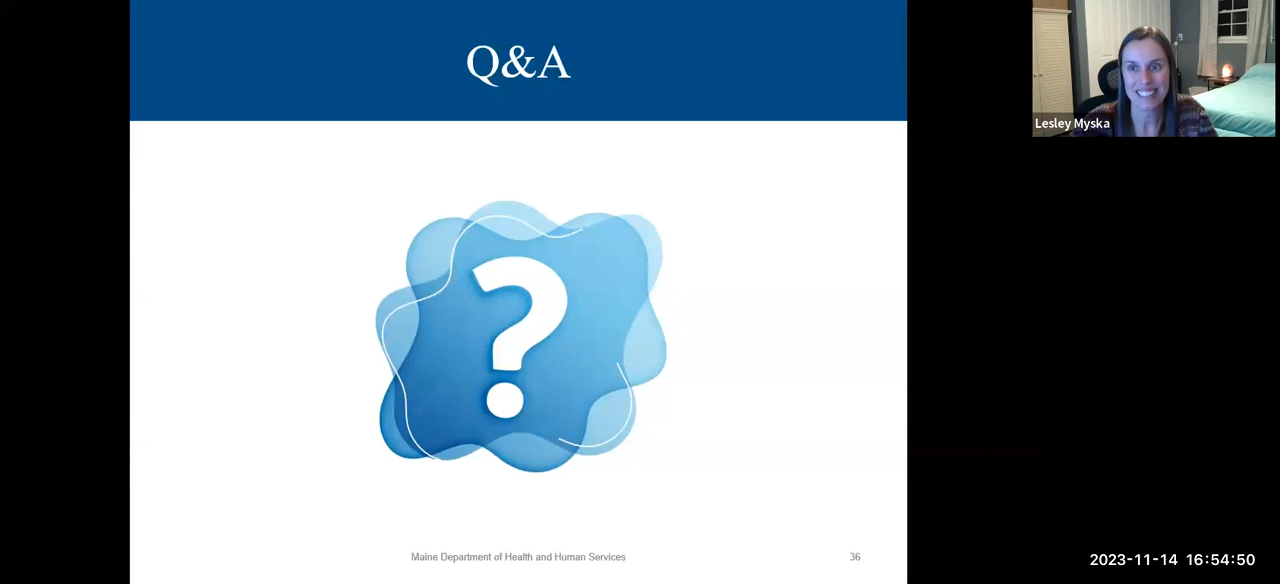 Q&A
Lesley Myska
?
Maine Department of Health and Human Services
36
2023-11-14 16:54:50